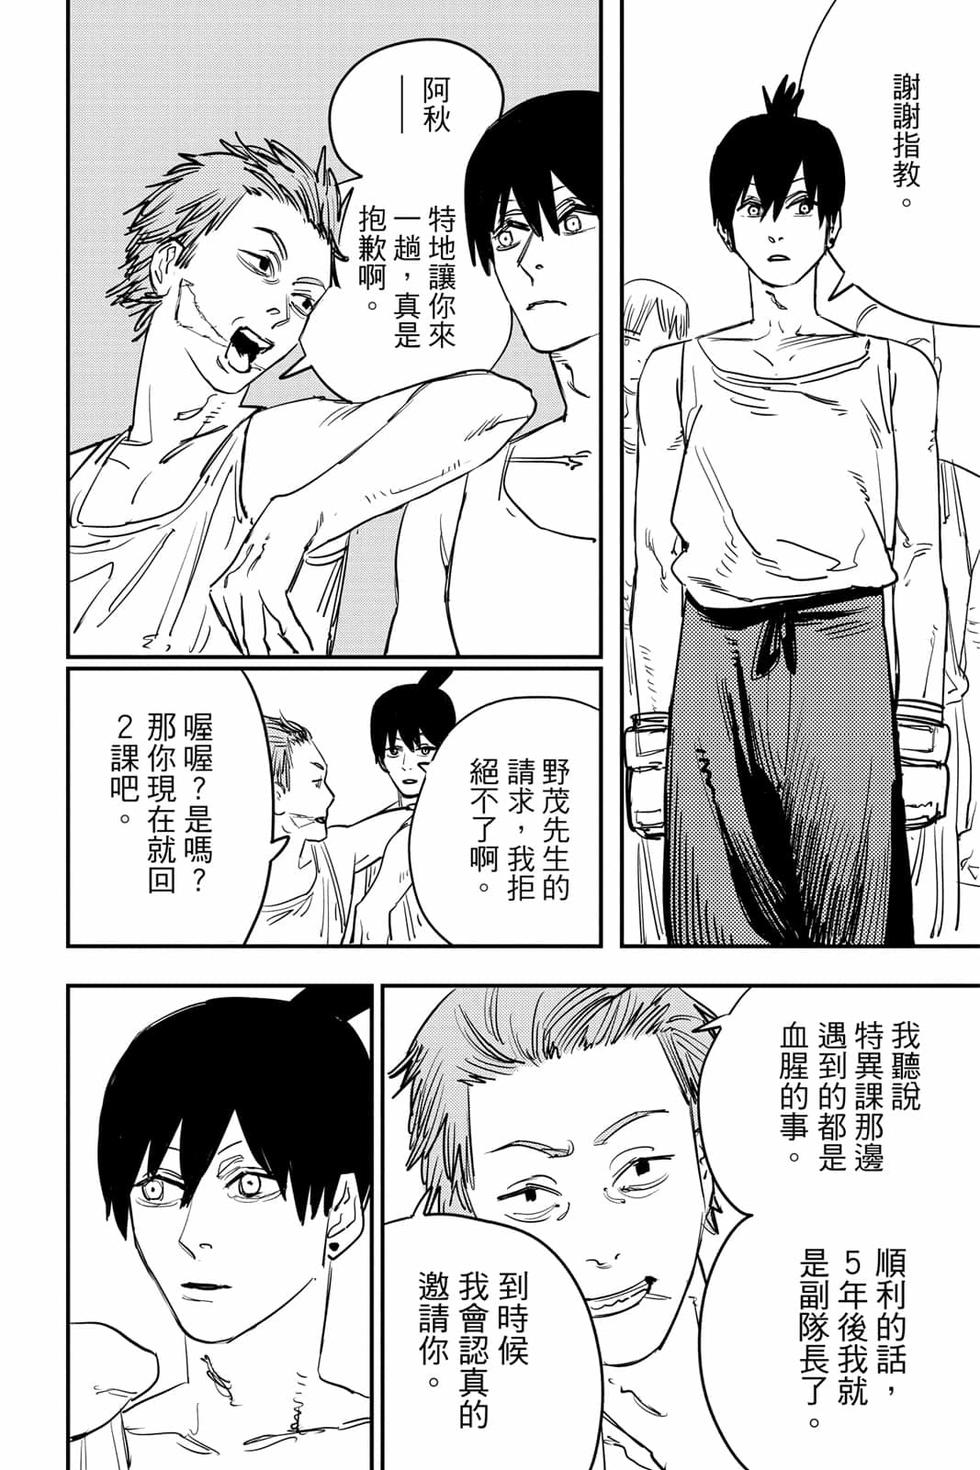 謝謝指教。
阿秋
——
特地讓你來
一趟，真是
抱歉啊。
野茂先生的
請求，我拒
絕不了啊。
喔喔？是嗎？
那你現在就回
2課吧。
我聽說
特異課那邊
遇到的都是
血腥的事。
順利的話，
5年後我就
是副隊長了。
到時候
我會認真的
邀請你。